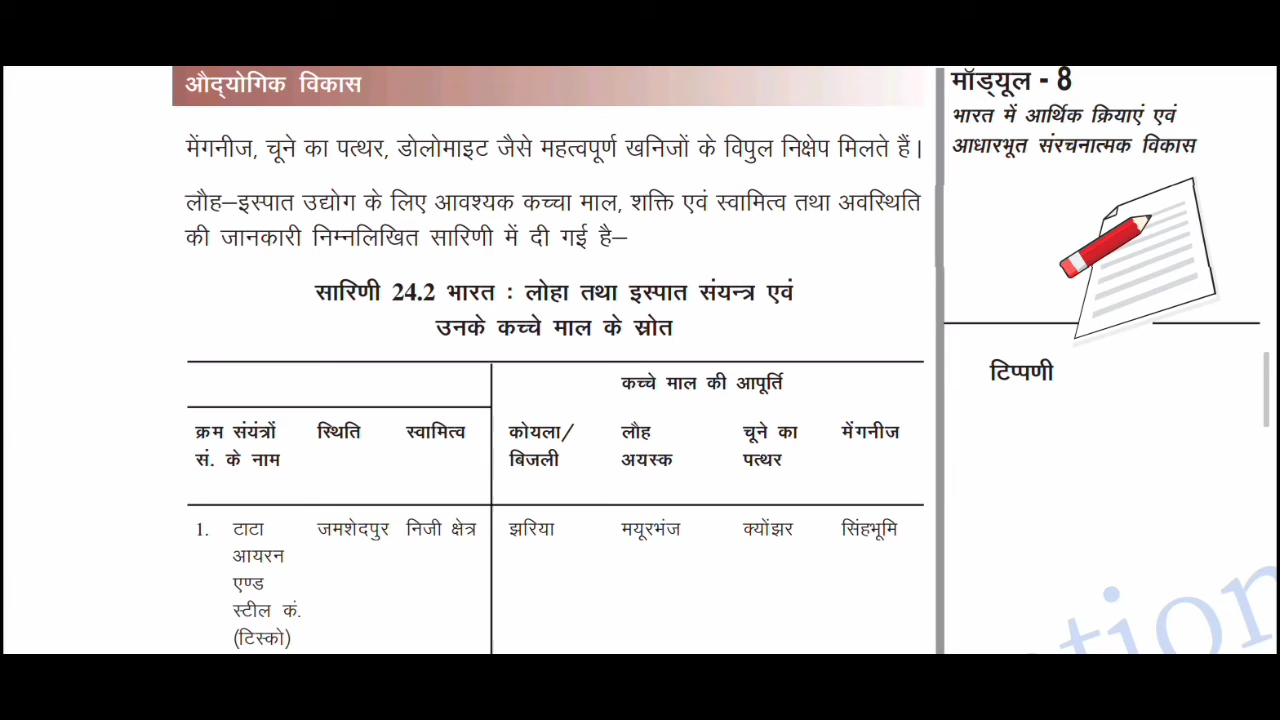 औद्योगिक विकास
मेंगनीज, चूने का पत्थर, डोलोमाइट जैसे महत्वपूर्ण खनिजों के विपुल निक्षेप मिलते हैं।
लौह–इस्पात उद्योग के लिए आवश्यक कच्चा माल, शक्ति एवं स्वामित्व तथा अवस्थिति
की जानकारी निम्नलिखित सारिणी में दी गई है–
सारिणी 24.2 भारत : लोहा तथा इस्पात संयन्त्र एवं
उनके कच्चे माल के स्रोत
कच्चे माल की आपूर्ति
क्रम संयंत्रों स्थिति स्वामित्व कोयला/ लौह चूने का मेंगनीज
सं. के नाम बिजली अयस्क पत्थर
1. टाटा जमशेदपुर निजी क्षेत्र झरिया मयूरभंज क्योंझर सिंहभूमि
आयरन
एण्ड
स्टील कं.
(टिस्को)
मॉड्यूल - 8
भारत में आर्थिक क्रियाएं एवं
आधारभूत संरचनात्मक विकास
टिप्पणी